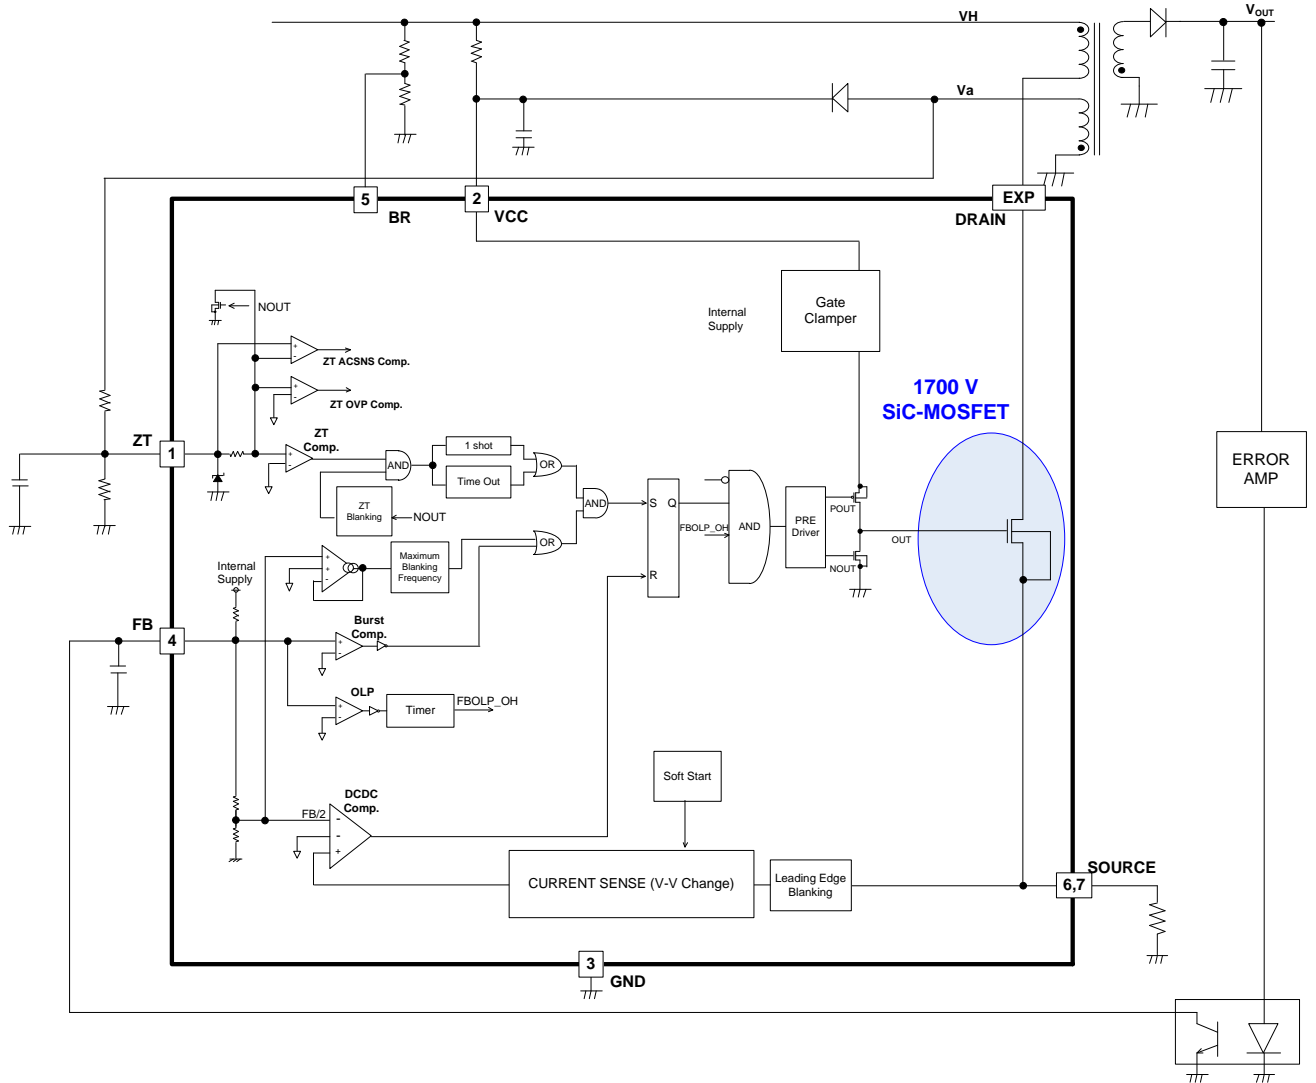 VH
VOUT
Va
5
BR
2
VCC
EXP
DRAIN
NOUT
Internal
Supply
Gate
Clamper
+
-
ZT ACSNS Comp.
+
-
ZT OVP Comp.
1700 V
SiC-MOSFET
ZT
1
ZT
Comp.
+
-
AND
1 shot
Time Out
OR
ZT
Blanking
NOUT
AND
S
Q
R
FBOLP_OH
AND
PRE
Driver
POUT
NOUT
OUT
ERROR
AMP
OR
Internal
Supply
+
+
-
Maximum
Blanking
Frequency
FB
4
Burst
Comp.
+
-
OLP
+
-
Timer
FBOLP_OH
Soft Start
DCDC
Comp.
FB/2
-
-
+
CURRENT SENSE (V-V Change)
Leading Edge
Blanking
SOURCE
6,7
3
GND